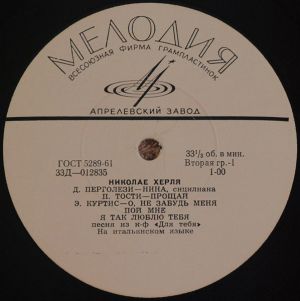 МЕЛОДИЯ
ВСЕСОЮЗНАЯ ФИРМА ГРАМПЛАСТИНОК
АПРЕЛЕВСКИЙ ЗАВОД
ГОСТ 5289-61
33Д—012835
33⅓ об. в мин.
Вторая гр.-1
1-00
НИКОЛАЕ ХЕРЛЯ
Д. ПЕРГОЛЕЗИ—НИНА, сицилиана
П. ТОСТИ—ПРОЩАЙ
Э. КУРТИС—О, НЕ ЗАБУДЬ МЕНЯ
ПОЙ МНЕ
Я ТАК ЛЮБЛЮ ТЕБЯ
песня из к-ф «Для тебя»
На итальянском языке